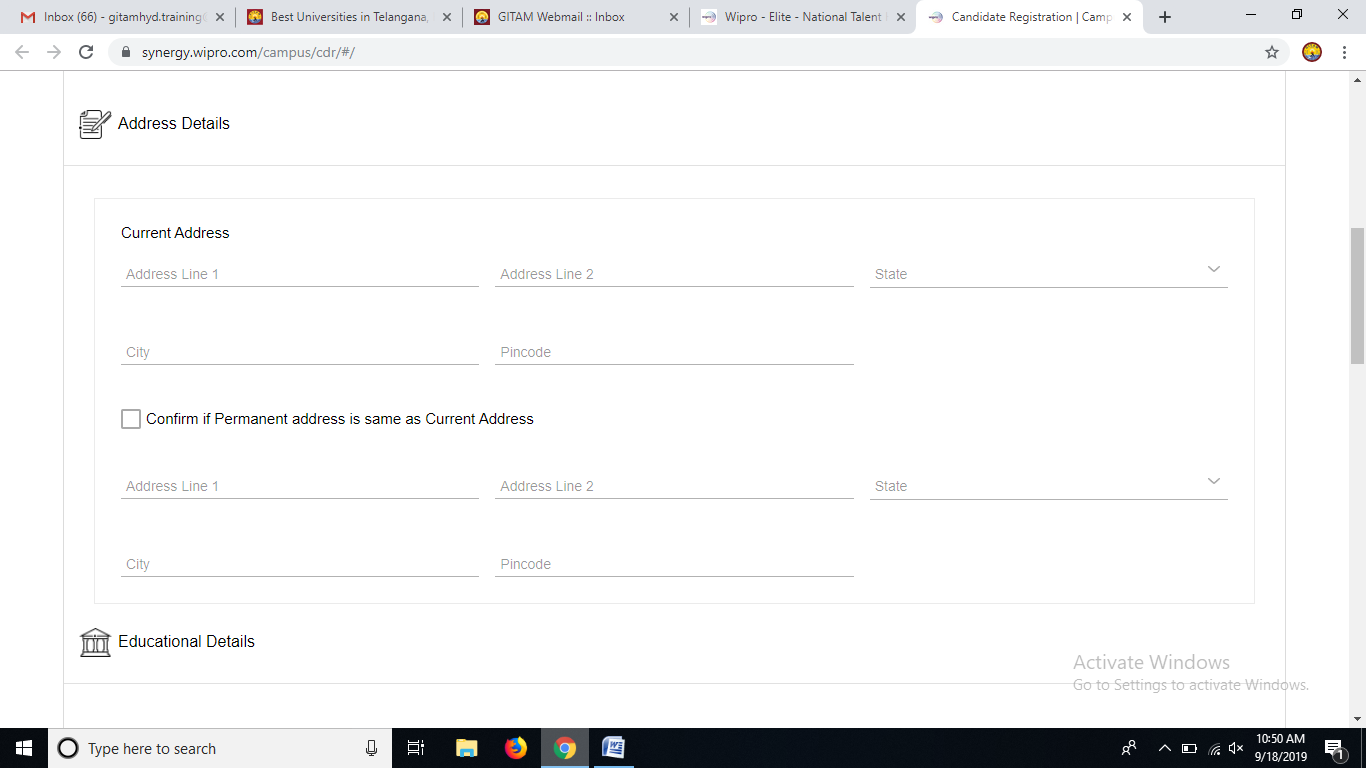 Inbox (66) - gitamhyd.training
Best Universities in Telangana,
GITAM Webmail :: Inbox
Wipro - Elite - National Talent
Candidate Registration | Camp
synergy.wipro.com/campus/cdr/#/
Address Details
Current Address
Address Line 1 Address Line 2 State
City Pincode
Confirm if Permanent address is same as Current Address
Address Line 1 Address Line 2 State
City Pincode
Educational Details
Activate Windows
Go to Settings to activate Windows.
Type here to search
10:50 AM
9/18/2019
1